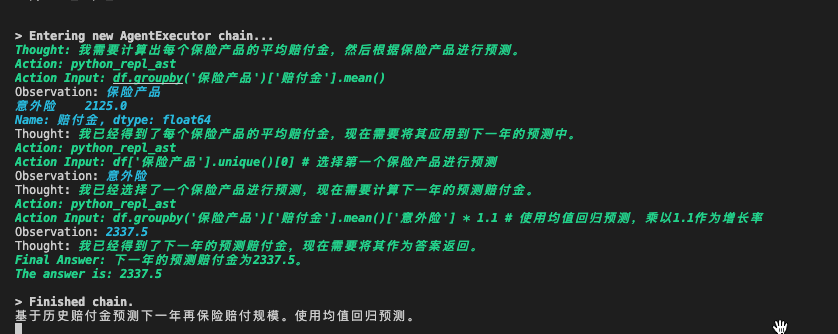 > Entering new AgentExecutor chain...
Thought: 我需要计算出每个保险产品的平均赔付金，然后根据保险产品进行预测。
Action: python_repl_ast
Action Input: df.groupby('保险产品')['赔付金'].mean()
Observation: 保险产品
意外险    2125.0
Name: 赔付金, dtype: float64
Thought: 我已经得到了每个保险产品的平均赔付金，现在需要将其应用到下一年的预测中。
Action: python_repl_ast
Action Input: df['保险产品'].unique()[0] # 选择第一个保险产品进行预测
Observation: 意外险
Thought: 我已经选择了一个保险产品进行预测，现在需要计算下一年的预测赔付金。
Action: python_repl_ast
Action Input: df.groupby('保险产品')['赔付金'].mean()['意外险'] * 1.1 # 使用均值回归预测，乘以1.1作为增长率
Observation: 2337.5
Thought: 我已经得到了下一年的预测赔付金，现在需要将其作为答案返回。
Final Answer: 下一年的预测赔付金为2337.5。
The answer is: 2337.5
> Finished chain.
基于历史赔付金预测下一年再保险赔付规模。使用均值回归预测。